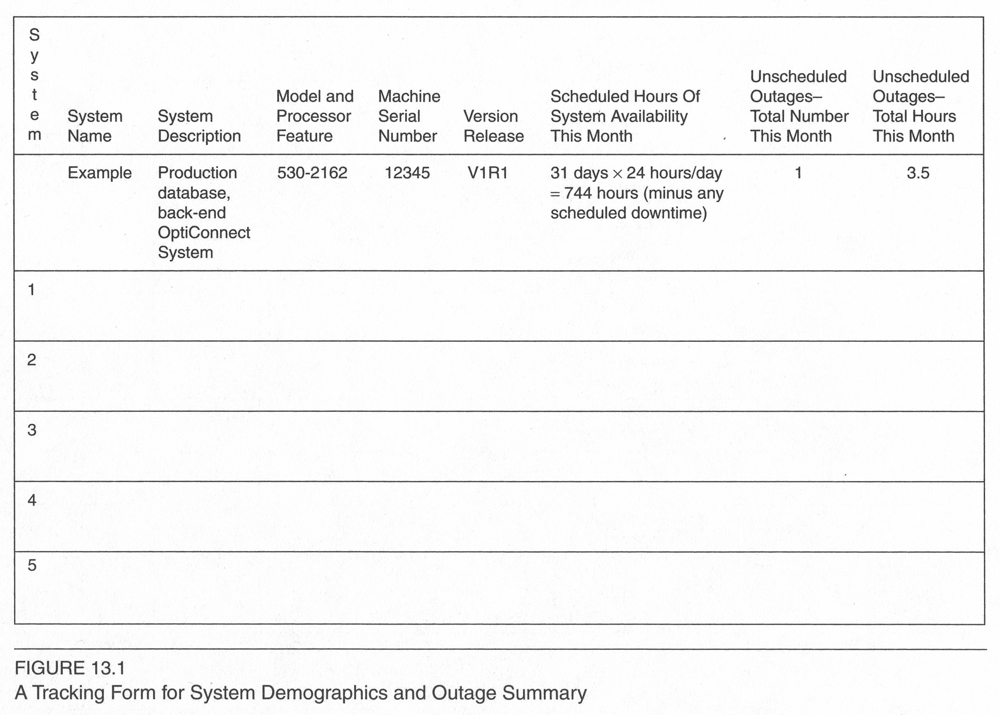 System
System Name
System Description
Model and Processor Feature
Machine Serial Number
Version Release
Scheduled Hours Of System Availability This Month
Unscheduled Outages– Total Number This Month
Unscheduled Outages– Total Hours This Month
Example
Production
database,
back-end
OptiConnect
System
530-2162
12345
V1R1
31 days × 24 hours/day
= 744 hours (minus any
scheduled downtime)
1
3.5
1
2
3
4
5
FIGURE 13.1
A Tracking Form for System Demographics and Outage Summary